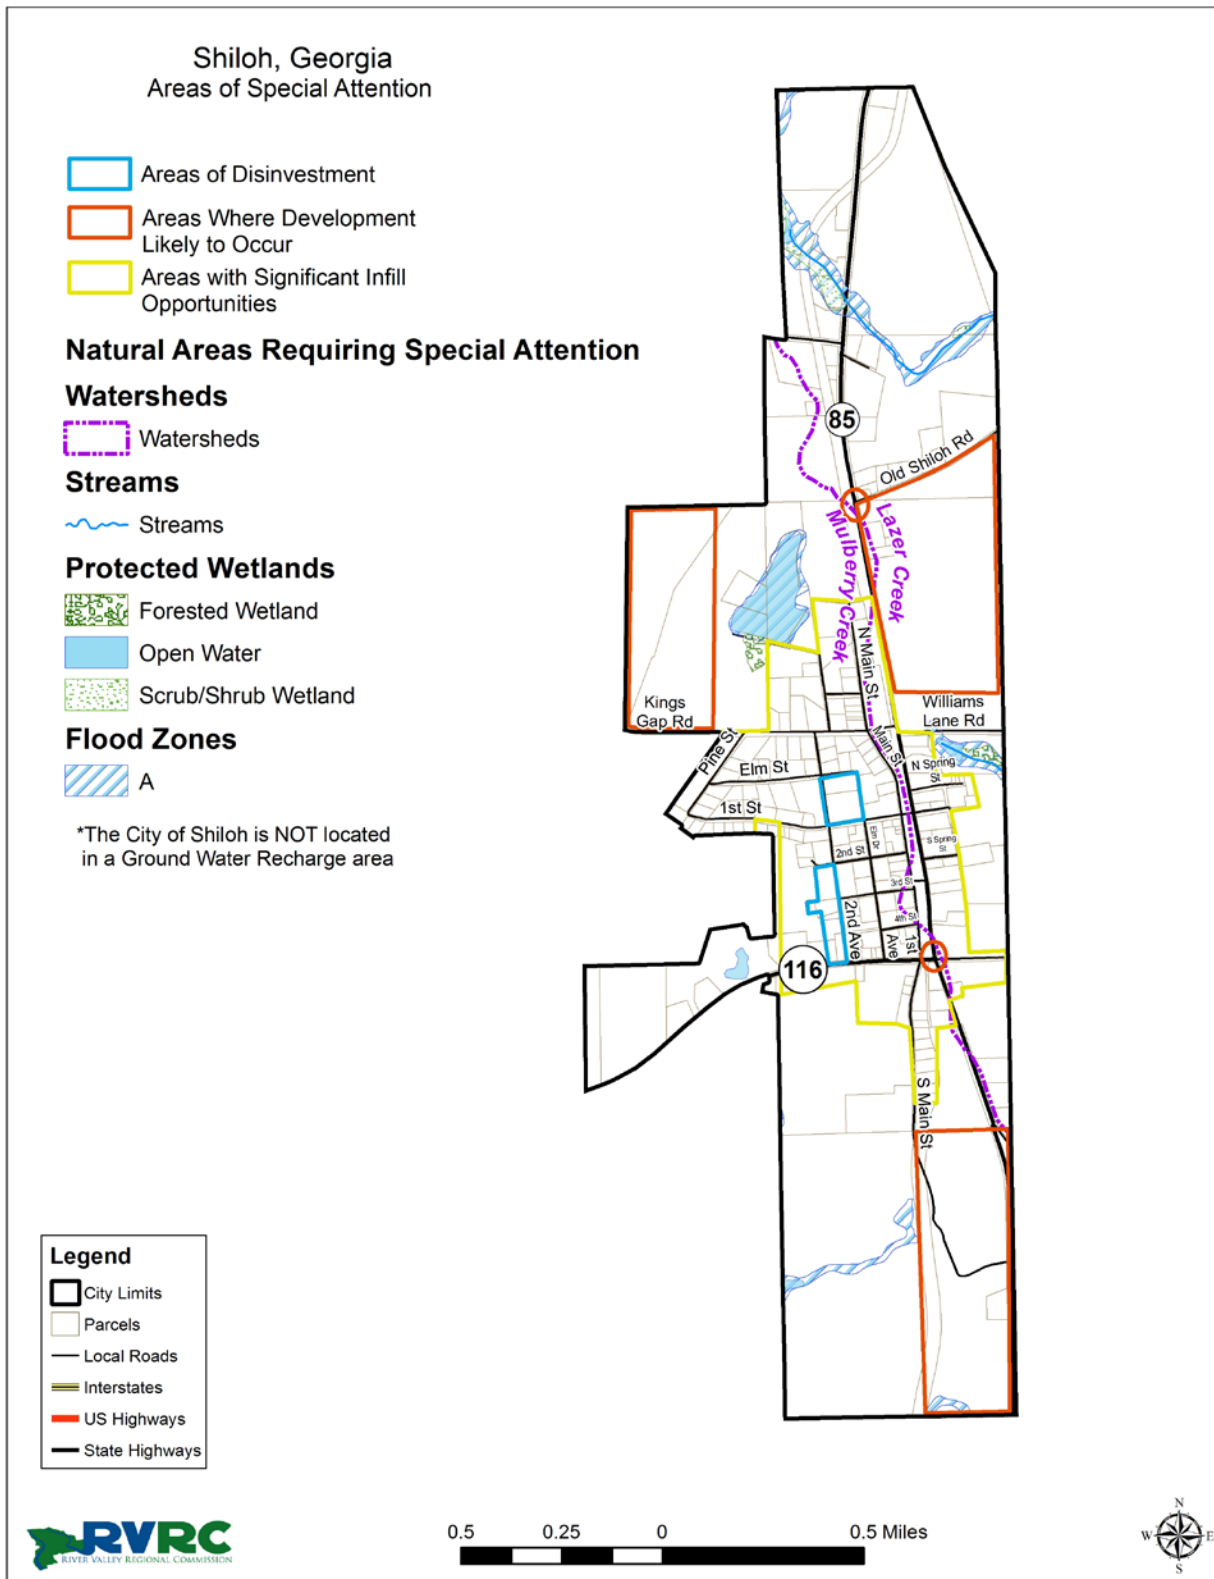 Shiloh, Georgia
Areas of Special Attention
Areas of Disinvestment
Areas Where Development
Likely to Occur
Areas with Significant Infill
Opportunities
Natural Areas Requiring Special Attention
Watersheds
Watersheds
Streams
Streams
Protected Wetlands
Forested Wetland
Open Water
Scrub/Shrub Wetland
Flood Zones
A
*The City of Shiloh is NOT located
in a Ground Water Recharge area
85
Old Shiloh Rd
Lazer Creek
Mulberry Creek
N Main St
Kings
Gap Rd
Williams
Lane Rd
Pine St
Main St
Elm St
N Spring
St
1st St
Elm Dr
S Spring
St
2nd St
3rd St
2nd Ave
4th St
1st
Ave
116
S Main St
Legend
City Limits
Parcels
Local Roads
Interstates
US Highways
State Highways
RVRC
RIVER VALLEY REGIONAL COMMISSION
0.5 0.25 0 0.5 Miles
N
W E
S